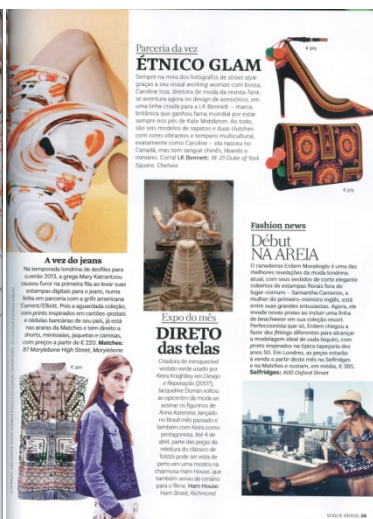 Parceria da vez
ÉTNICO GLAM
Sempre na mira dos fotógrafos de street style
graças a seu visual working woman com bossa,
Caroline Issa, diretora de moda da revista Tank,
se aventura agora no design de acessórios, em
uma linha criada para a LK Bennett – marca
britânica que ganhou fama mundial por estar
sempre nos pés de Kate Middleton. Ao todo,
são seis modelos de sapatos e duas clutches
com cores vibrantes e tempero multicultural,
exatamente como Caroline – ela nasceu no
Canadá, mas tem sangue chinês, libanês e
iraniano. Corra! LK Bennett: 18-21 Duke of York
Square, Chelsea
A vez do jeans
Na temporada londrina de desfiles para
o verão 2013, a grega Mary Katrantzou
causou furor na primeira fila ao levar suas
estampas digitais para o jeans, numa
linha em parceria com a grife americana
Current/Elliott. Pois a aguardada coleção,
com prints inspirados em cartões-postais
e cédulas bancárias de seu país, já está
nas araras da Matches e tem direito a
shorts, minissaias, jaquetas e camisas,
com preços a partir de € 220. Matches:
87 Marylebone High Street, Marylebone
Expo do mês
DIRETO
das telas
Criadora do inesquecível
vestido verde usado por
Keira Knightley em Desejo
e Reparação (2007),
Jacqueline Durran voltou
ao epicentro da moda ao
assinar os figurinos de
Anna Karenina, lançado
no Brasil mês passado e
também com Keira como
protagonista. Até 4 de
abril, parte das peças da
releitura do clássico de
Tolstói pode ser vista de
perto em uma mostra na
charmosa Ham House, que
também serviu de cenário
para o filme. Ham House:
Ham Street, Richmond
Fashion news
Début
NA AREIA
O canadense Erdem Moralioglu é uma das
melhores revelações da moda londrina
atual, com seus vestidos de corte elegante
cobertos de estampas florais fora do
lugar-comum – Samantha Cameron, a
mulher do primeiro-ministro inglês, está
entre suas grandes entusiastas. Agora, ele
invade novas praias ao incluir uma linha
de beachwear em sua coleção resort.
Perfeccionista que só, Erdem chegou a
fazer dez fittings diferentes para alcançar
a modelagem ideal de cada biquíni, com
prints inspirados na típica tapeçaria dos
anos 50. Em Londres, as peças estarão
à venda a partir deste mês na Selfridges
e na Matches e custam, em média, € 385.
Selfridges: 400 Oxford Street
VOGUE BRASIL